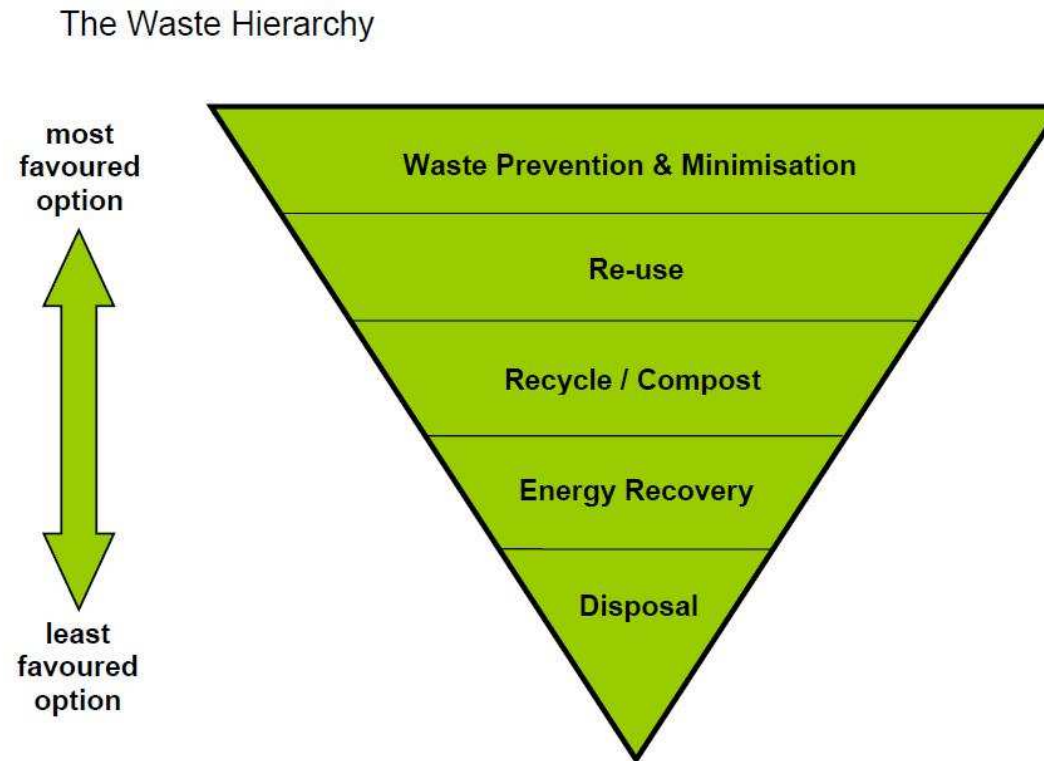 The Waste Hierarchy
most
favoured
option
Waste Prevention & Minimisation
Re-use
Recycle / Compost
Energy Recovery
Disposal
least
favoured
option